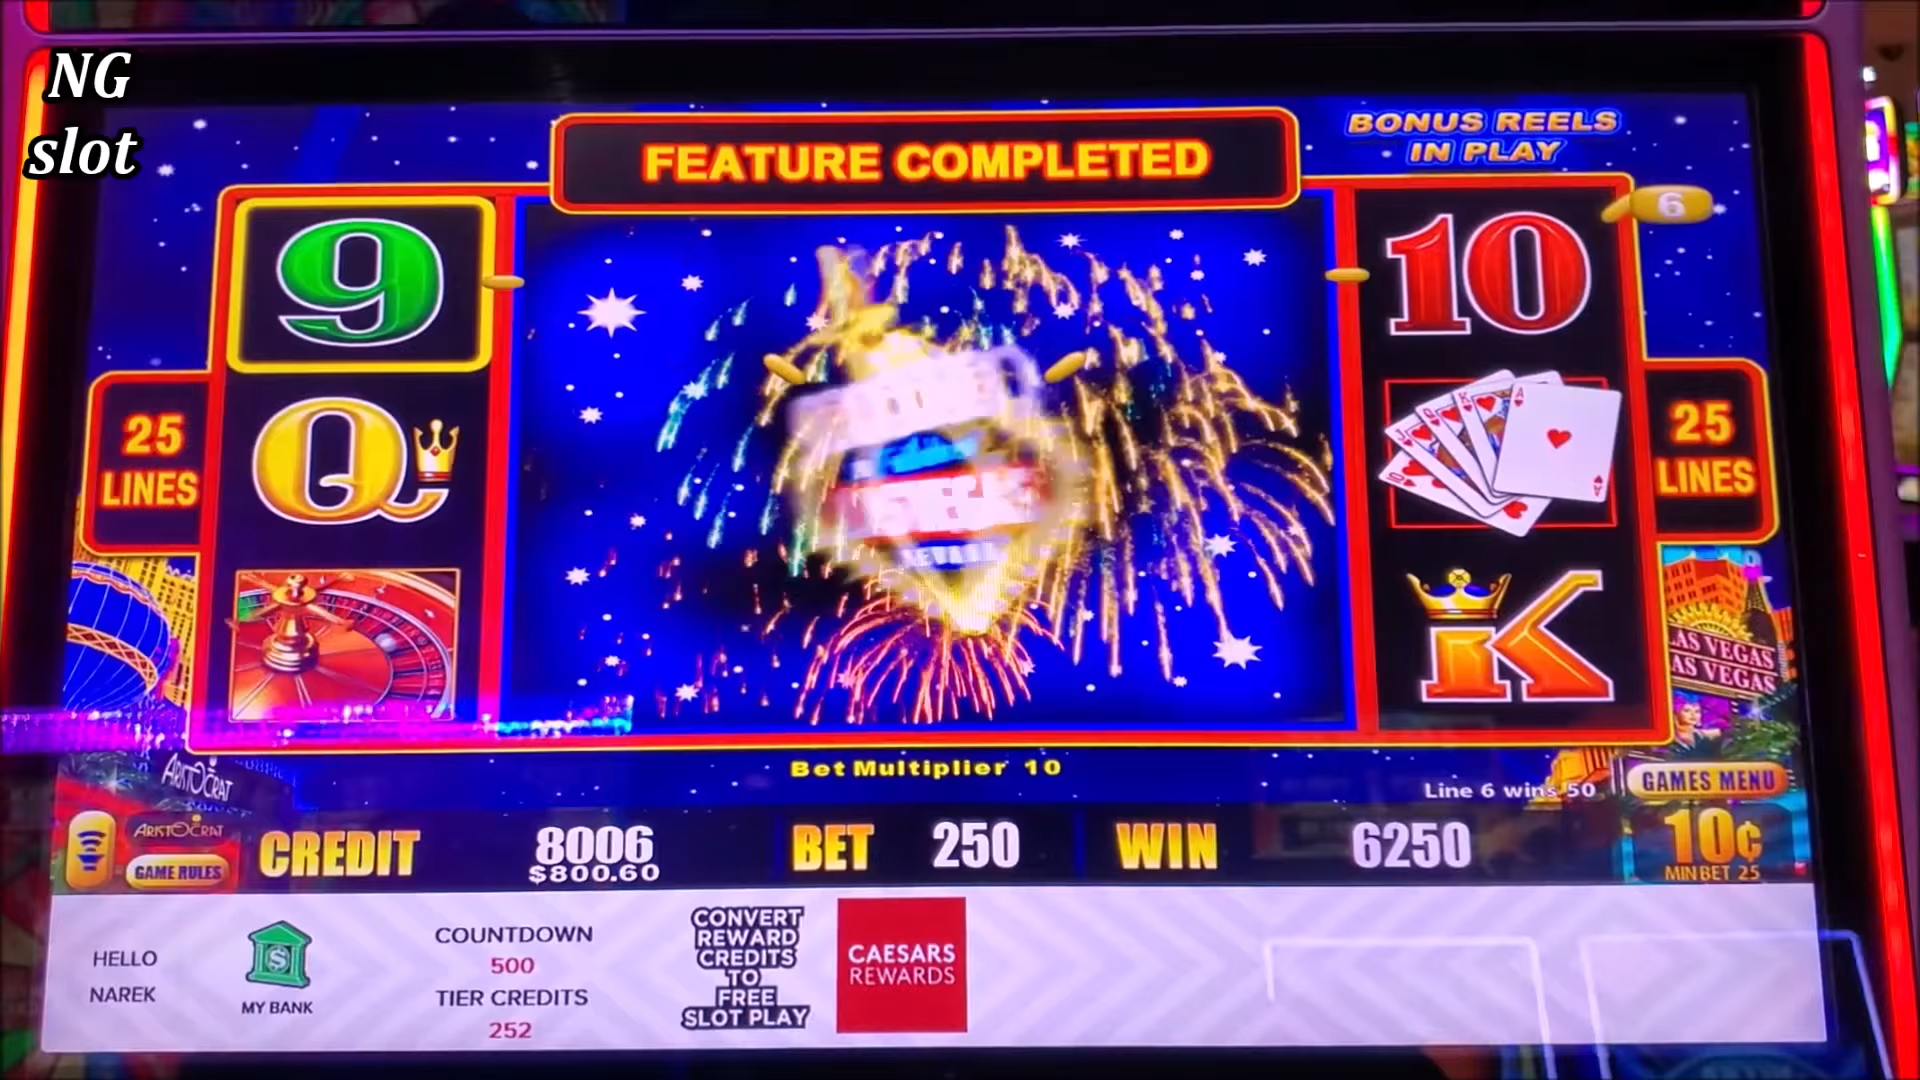 NG
slot
FEATURE COMPLETED
BONUS REELS
IN PLAY
6
9
10
25
LINES
Q
25
LINES
K
NEVADA
LAS VEGAS
LAS VEGAS
ARISTOCRAT
Bet Multiplier 10
Line 6 wins 50
GAMES MENU
ARISTOCRAT
GAME RULES
CREDIT
8006
$800.60
BET
250
WIN
6250
10¢
MIN BET 25
HELLO
NAREK
MY BANK
COUNTDOWN
500
TIER CREDITS
252
CONVERT
REWARD
CREDITS
TO
FREE
SLOT PLAY
CAESARS
REWARDS